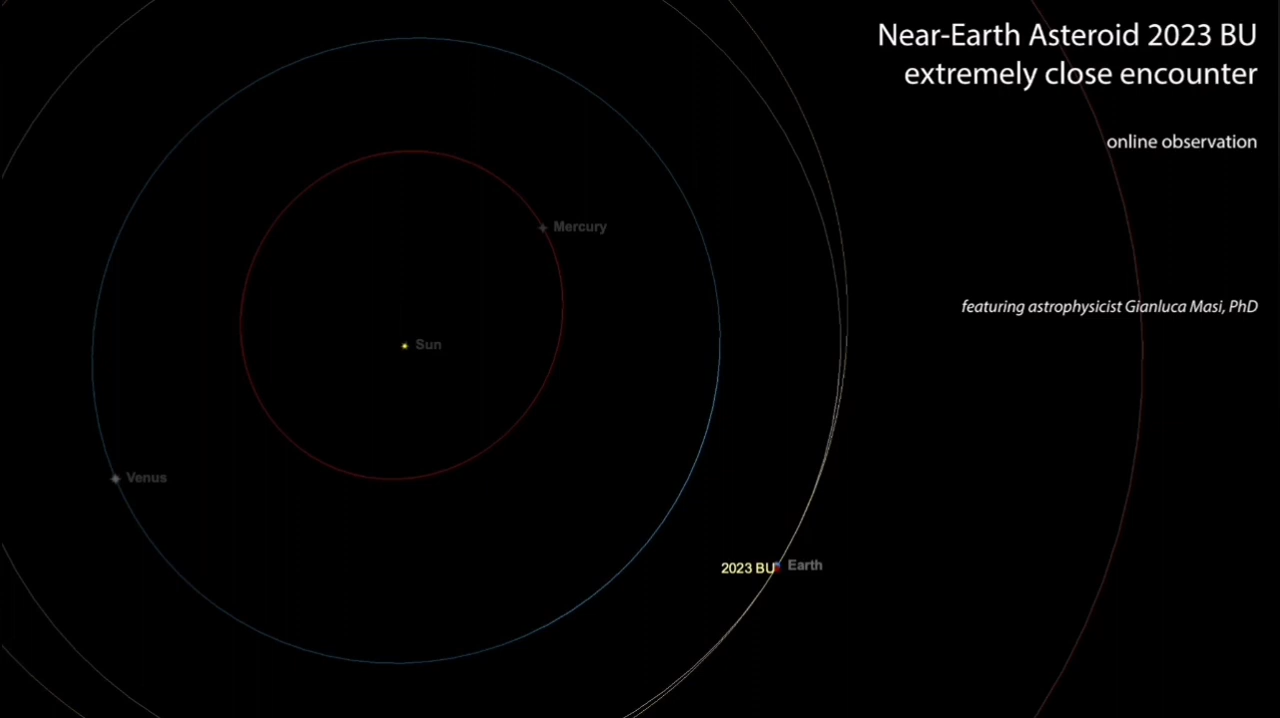 Near-Earth Asteroid 2023 BU
extremely close encounter
online observation
Mercury
featuring astrophysicist Gianluca Masi, PhD
Sun
Venus
2023 BU
Earth